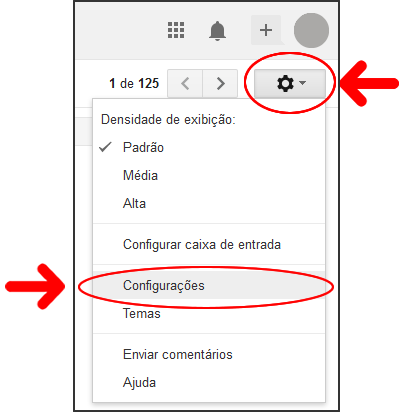 1 de 125
Densidade de exibição:
Padrão
Média
Alta
Configurar caixa de entrada
Configurações
Temas
Enviar comentários
Ajuda